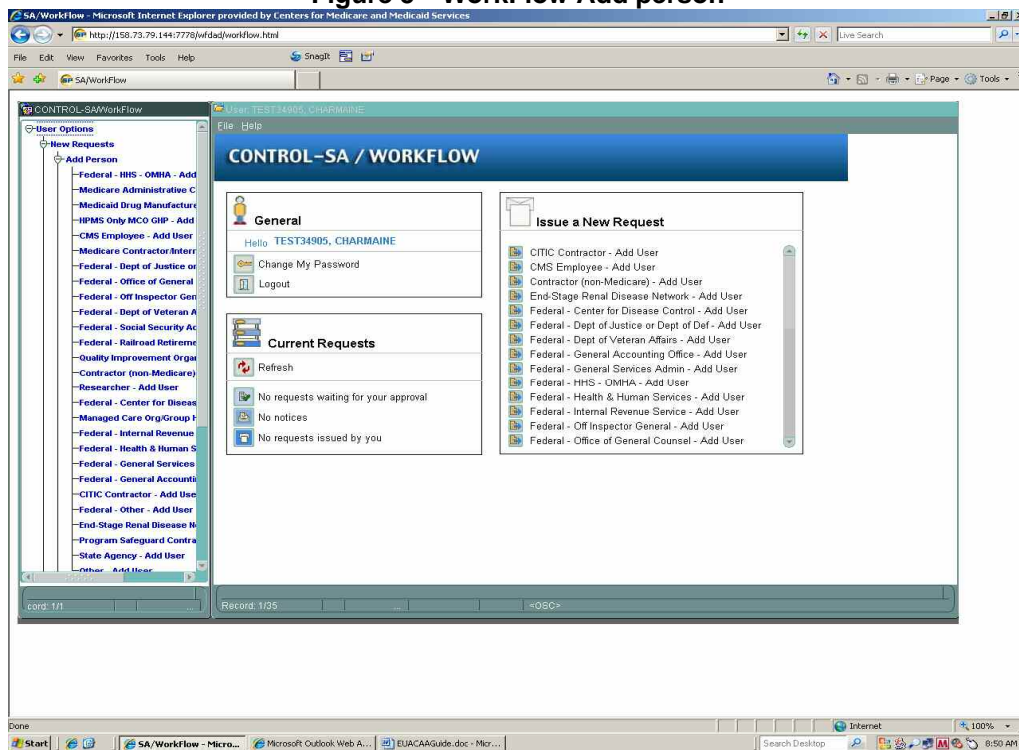 Figure 5 - WorkFlow Add person
SA/WorkFlow - Microsoft Internet Explorer provided by Centers for Medicare and Medicaid Services
http://158.73.79.144:7778/wfdad/workflow.html
Live Search
File Edit View Favorites Tools Help
SnagIt
SA/WorkFlow
Page Tools
CONTROL-SA/WorkFlow
User Options
New Requests
Add Person
Federal - HHS - OMHA - Add
Medicare Administrative C
Medicaid Drug Manufacture
HPMS Only MCO GHP - Add
CMS Employee - Add User
Medicare Contractor/Interr
Federal - Dept of Justice or
Federal - Office of General
Federal - Off Inspector Gen
Federal - Dept of Veteran A
Federal - Social Security Ac
Federal - Railroad Retireme
Quality Improvement Organ
Contractor (non-Medicare)
Researcher - Add User
Federal - Center for Diseas
Managed Care Org/Group H
Federal - Internal Revenue
Federal - Health & Human S
Federal - General Services
Federal - General Accounti
CITIC Contractor - Add Use
Federal - Other - Add User
End-Stage Renal Disease N
Program Safeguard Contra
State Agency - Add User
Other - Add User
cord: 1/1 ...
User: TEST34905, CHARMAINE
File Help
CONTROL-SA / WORKFLOW
General
Hello TEST34905, CHARMAINE
Change My Password
Logout
Current Requests
Refresh
No requests waiting for your approval
No notices
No requests issued by you
Issue a New Request
CITIC Contractor - Add User
CMS Employee - Add User
Contractor (non-Medicare) - Add User
End-Stage Renal Disease Network - Add User
Federal - Center for Disease Control - Add User
Federal - Dept of Justice or Dept of Def - Add User
Federal - Dept of Veteran Affairs - Add User
Federal - General Accounting Office - Add User
Federal - General Services Admin - Add User
Federal - HHS - OMHA - Add User
Federal - Health & Human Services - Add User
Federal - Internal Revenue Service - Add User
Federal - Off Inspector General - Add User
Federal - Office of General Counsel - Add User
Record: 1/35 ... <OSC>
Done
Internet
100%
Start
SA/WorkFlow - Micro...
Microsoft Outlook Web A...
EUACAAGuide.doc - Micr...
Search Desktop
8:50 AM